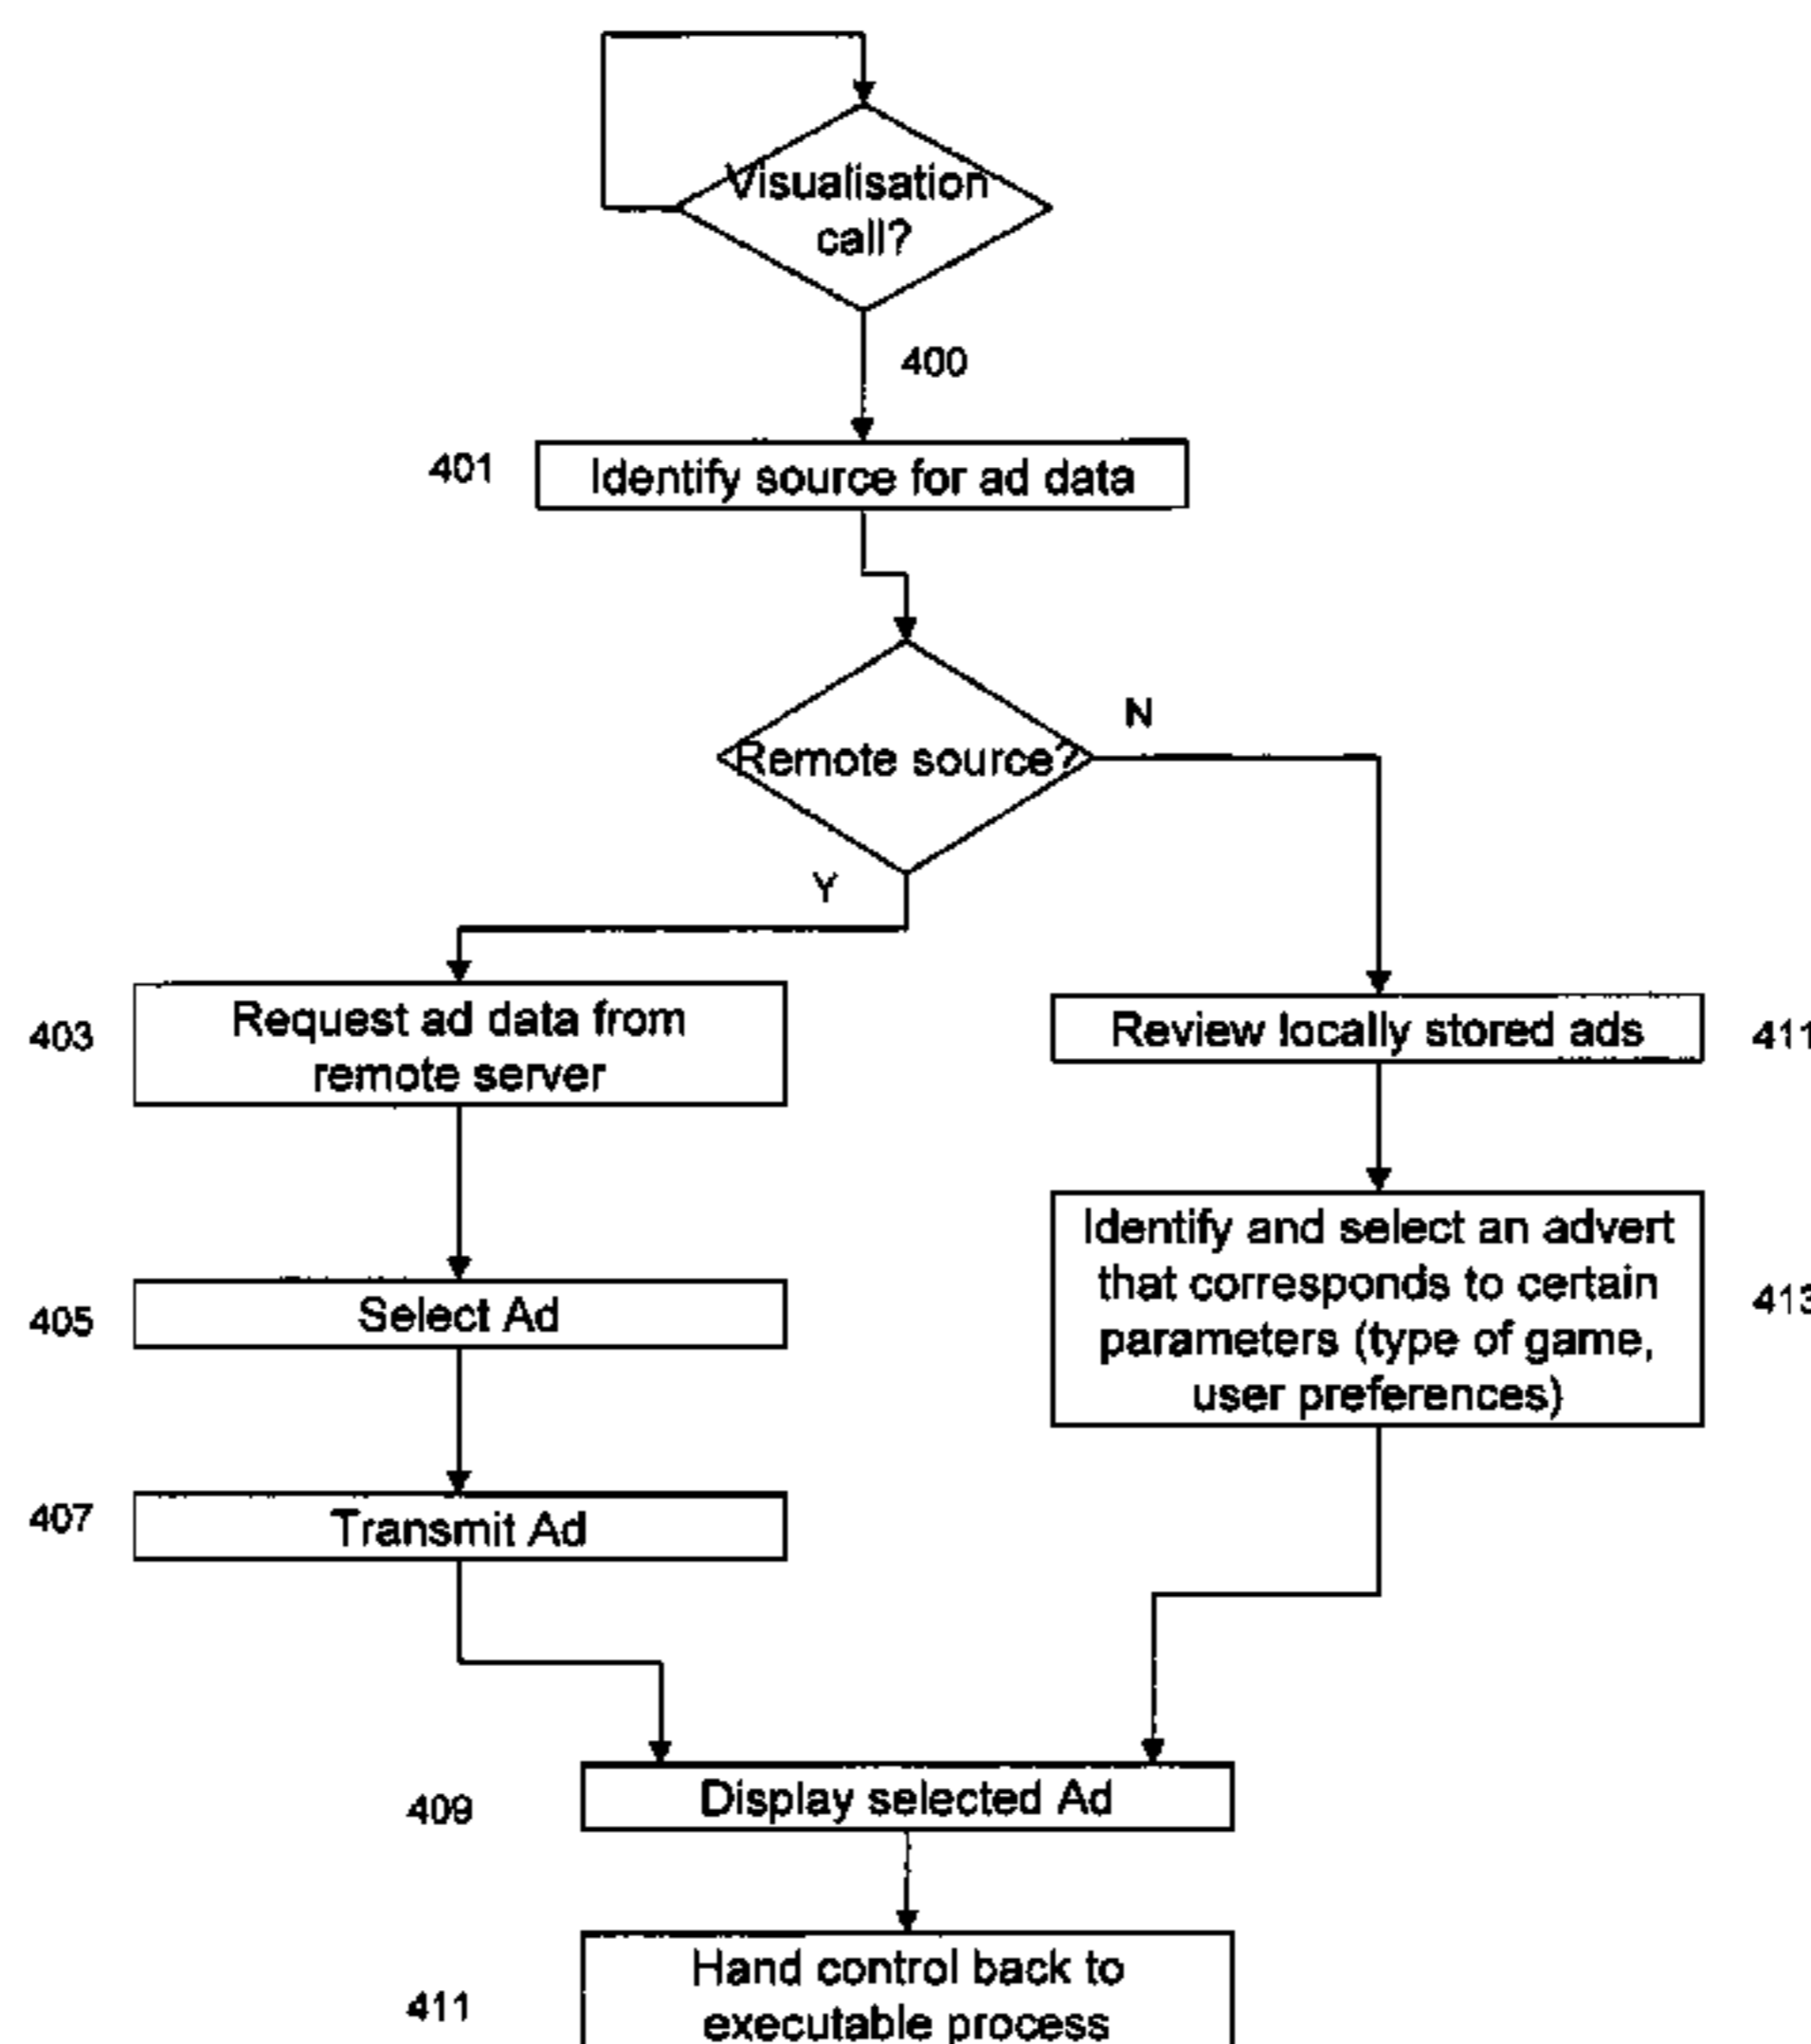 Visualisation
call?
400
401
Identify source for ad data
Remote source?
N
Y
403
Request ad data from
remote server
Review locally stored ads
411
405
Select Ad
Identify and select an advert
that corresponds to certain
parameters (type of game,
user preferences)
413
407
Transmit Ad
409
Display selected Ad
411
Hand control back to
executable process